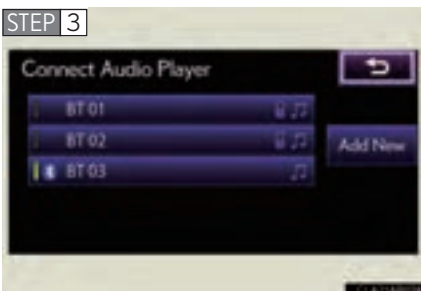 STEP 3
Connect Audio Player
BT 01
BT 02
Add New
BT 03